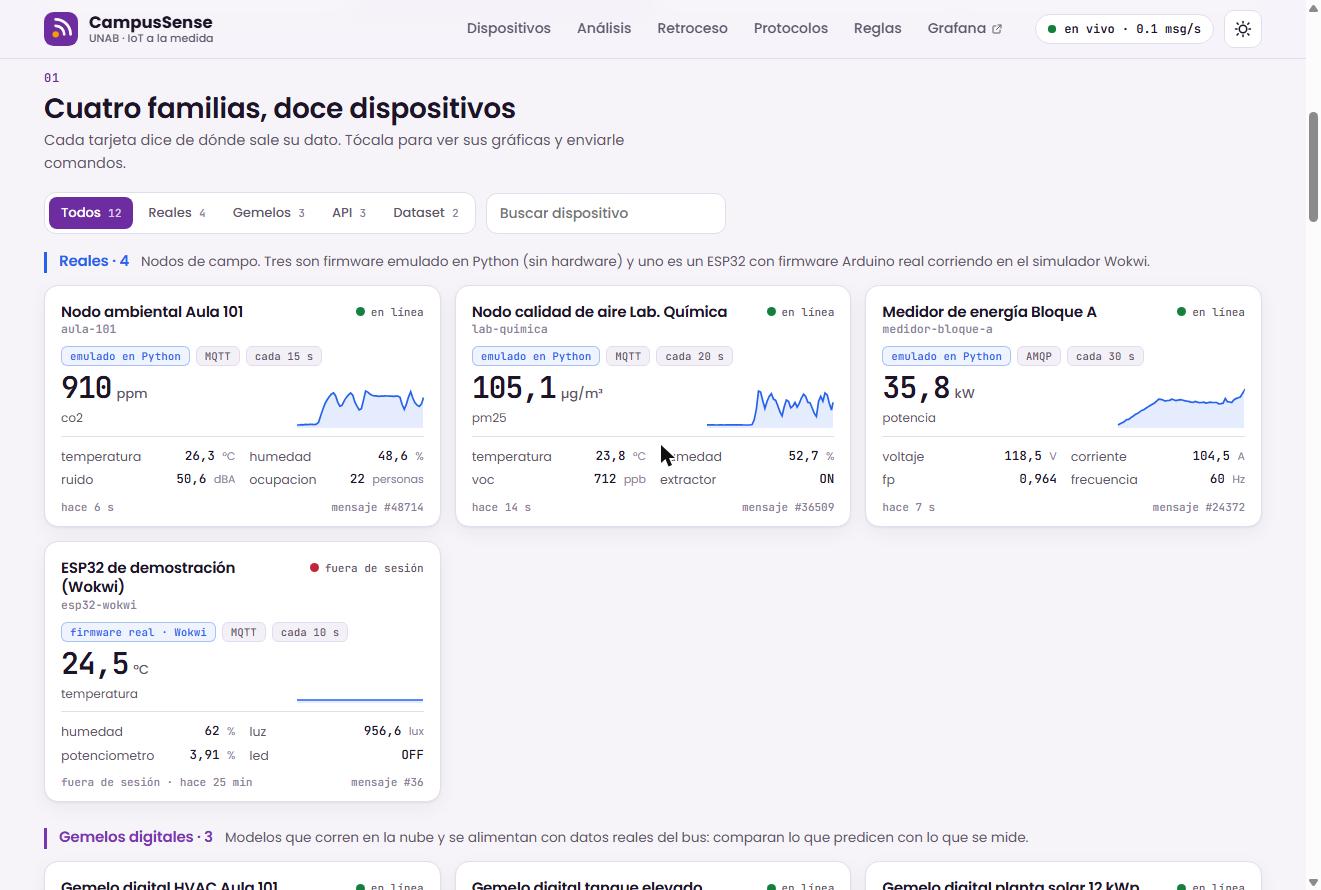 CampusSense
UNAB · IoT a la medida
Dispositivos Análisis Retroceso Protocolos Reglas Grafana
en vivo · 0.1 msg/s
01
Cuatro familias, doce dispositivos
Cada tarjeta dice de dónde sale su dato. Tócala para ver sus gráficas y enviarle
comandos.
Todos 12 Reales 4 Gemelos 3 API 3 Dataset 2
Buscar dispositivo
Reales · 4 Nodos de campo. Tres son firmware emulado en Python (sin hardware) y uno es un ESP32 con firmware Arduino real corriendo en el simulador Wokwi.
Nodo ambiental Aula 101 en línea
aula-101
emulado en Python MQTT cada 15 s
910 ppm
co2
temperatura 26,3 °C humedad 48,6 %
ruido 50,6 dBA ocupacion 22 personas
hace 6 s mensaje #48714
Nodo calidad de aire Lab. Química en línea
lab-quimica
emulado en Python MQTT cada 20 s
105,1 µg/m³
pm25
temperatura 23,8 °C medad 52,7 %
voc 712 ppb extractor ON
hace 14 s mensaje #36509
Medidor de energía Bloque A en línea
medidor-bloque-a
emulado en Python AMQP cada 30 s
35,8 kW
potencia
voltaje 118,5 V corriente 104,5 A
fp 0,964 frecuencia 60 Hz
hace 7 s mensaje #24372
ESP32 de demostración
(Wokwi)
fuera de sesión
esp32-wokwi
firmware real · Wokwi MQTT cada 10 s
24,5 °C
temperatura
humedad 62 % luz 956,6 lux
potenciometro 3,91 % led OFF
fuera de sesión · hace 25 min mensaje #36
Gemelos digitales · 3 Modelos que corren en la nube y se alimentan con datos reales del bus: comparan lo que predicen con lo que se mide.
Gemelo digital HVAC Aula 101 en línea
Gemelo digital tanque elevado en línea
Gemelo digital planta solar 12 kWp en línea